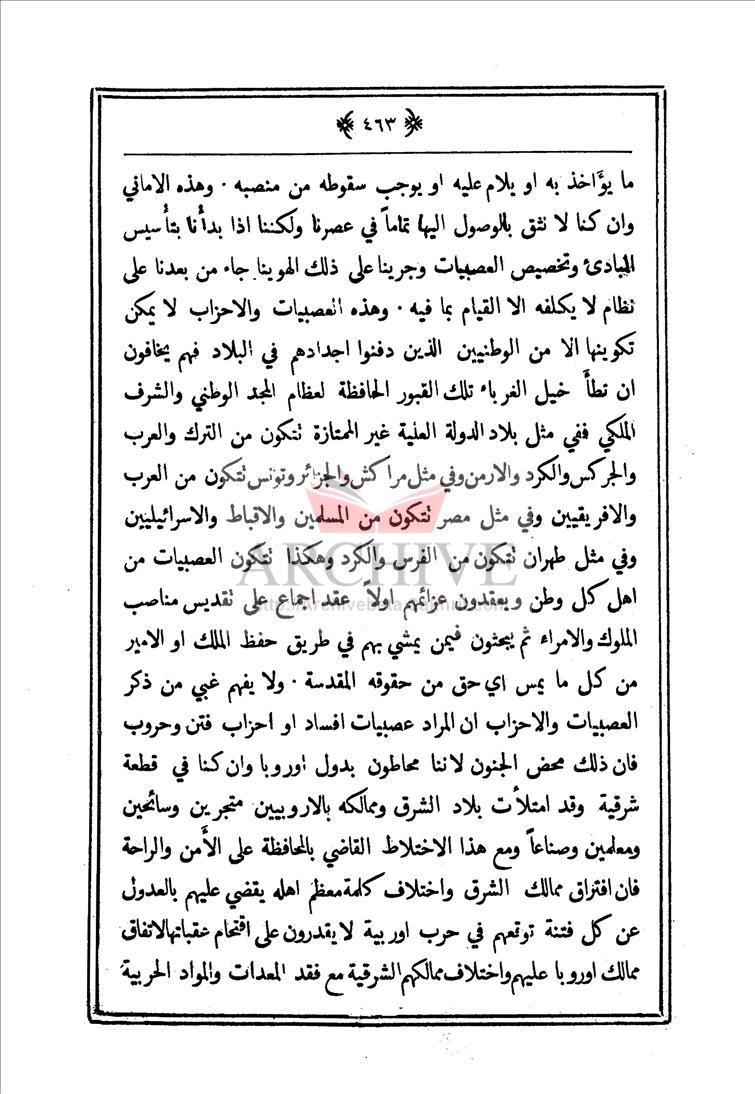 ٤٦٣
ما يؤاخذ به او يلام عليه او يوجب سقوطه من منصبه ٠ وهذه الاماني
وان كنا لا نثق بالوصول اليها تماماً في عصرنا ولكننا اذا بدأنا بتأسيس
المبادئ وتخصيص العصبيات وجرينا على ذلك الهوينا جاء من بعدنا على
نظام لا يكلفه الا القيام بما فيه ٠ وهذه العصبيات والاحزاب لا يمكن
تكوينها الا من الوطنيين الذين دفنوا اجدادهم في البلاد فهم يخافون
ان تطأ خيل الغرباء تلك القبور الحافظة لعظام المجد الوطني والشرف
الملكي ففي مثل بلاد الدولة العلية غير الممتازة تتكون من الترك والعرب
والجركس والكرد والارمن وفي مثل مراكش والجزائر وتونس تتكون من العرب
والافريقيين وفي مثل مصر تتكون من المسلمين والاقباط والاسرائيليين
وفي مثل طهران تتكون من الفرس والكرد وهكذا تتكون العصبيات من
ARCHIVE
اهل كل وطن ويعقدون عزائمهم اولاً عقد اجماع على تقديس مناصب
الملوك والامراء ثم يبحثون فيمن يمشي بهم في طريق حفظ الملك او الامير
من كل ما يمس اي حق من حقوقه المقدسة ٠ ولا يفهم غبي من ذكر
العصبيات والاحزاب ان المراد عصبيات افساد او احزاب فتن وحروب
فان ذلك محض الجنون لاننا محاطون بدول اوروبا وان كنا في قطعة
شرقية وقد امتلأت بلاد الشرق وممالكه بالاروبيين متجرين وسائحين
ومعلمين وصناعاً ومع هذا الاختلاط القاضي بالمحافظة على الأمن والراحة
فان افتراق ممالك الشرق واختلاف كلمة معظم اهله يقضي عليهم بالعدول
عن كل فتنة توقعهم في حرب اوربية لا يقدرون على اقتحام عقباتها لاتفاق
ممالك اوروبا عليهم واختلاف ممالكهم الشرقية مع فقد المعدات والمواد الحربية